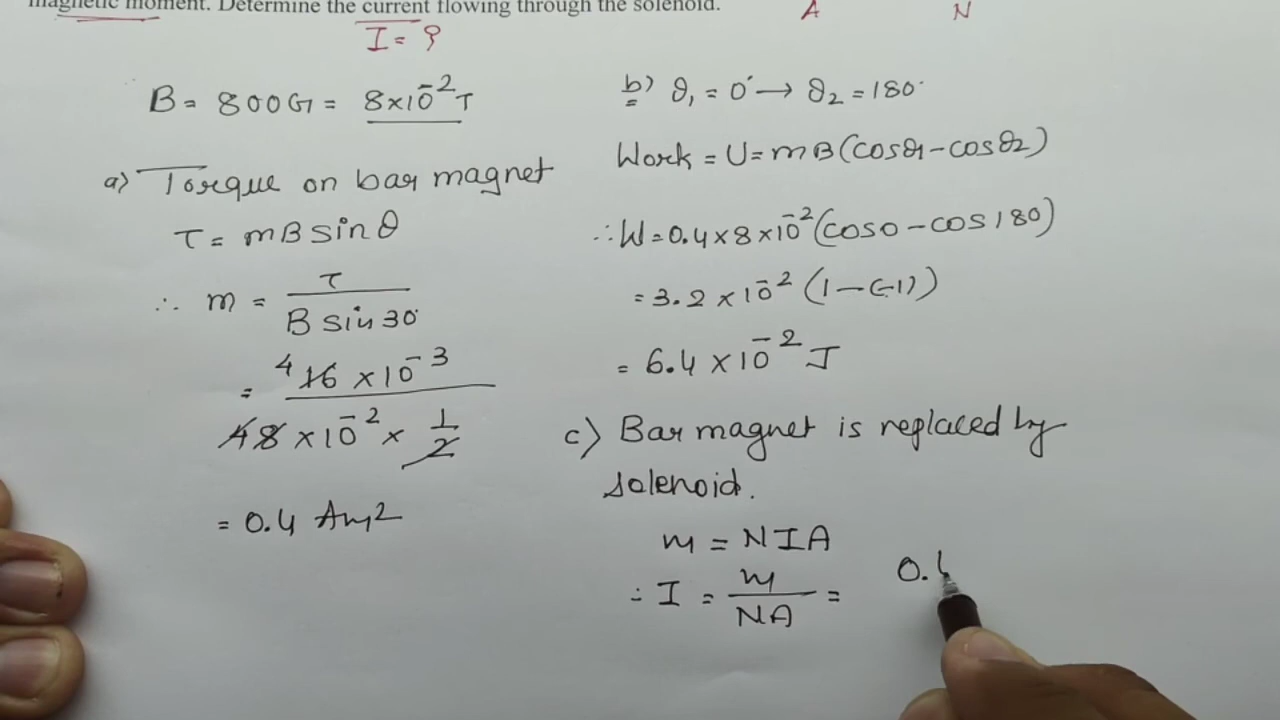 magnetic moment. Determine the current flowing through the solenoid.
A N
I = ?
B = 800G = 8×10⁻² T
a) Torque on bar magnet
τ = mB sinθ
∴ m = τ / B sin 30°
= 4 16 × 10⁻³ / 4 8 × 10⁻² × 1/2
= 0.4 Am²
b) θ₁ = 0° → θ₂ = 180°
Work = U = mB(cosθ₁ - cosθ₂)
∴ W = 0.4 × 8 × 10⁻² (cos0 - cos180)
= 3.2 × 10⁻² (1 - (-1))
= 6.4 × 10⁻² J
c) Bar magnet is replaced by
solenoid.
m = NIA
∴ I = m / NA = 0.